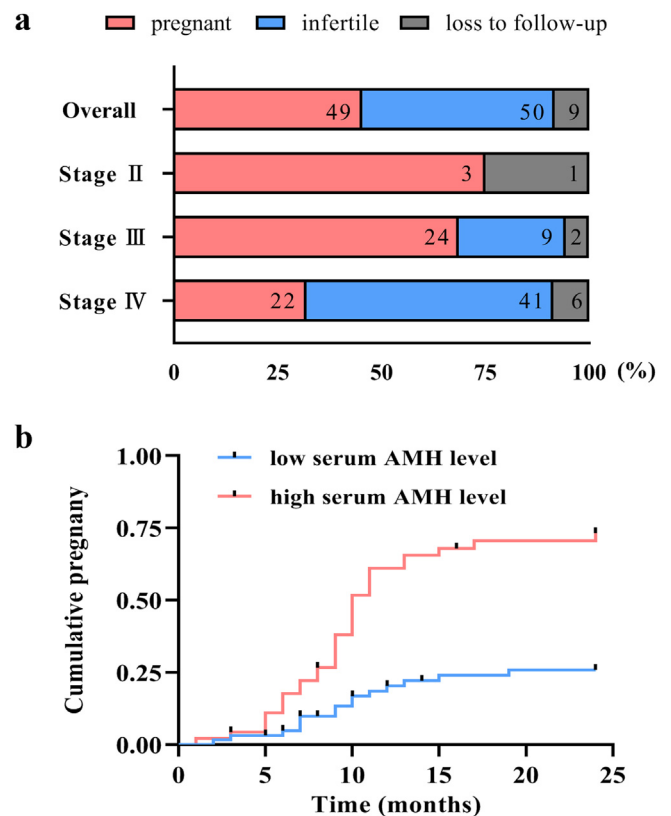 a
pregnant infertile loss to follow-up
Overall 49 50 9
Stage Ⅱ 3 1
Stage Ⅲ 24 9 2
Stage Ⅳ 22 41 6
0 25 50 75 100 (%)
b
1.00
0.75
0.50
0.25
0.00
Cumulative pregnany
low serum AMH level
high serum AMH level
0 5 10 15 20 25
Time (months)